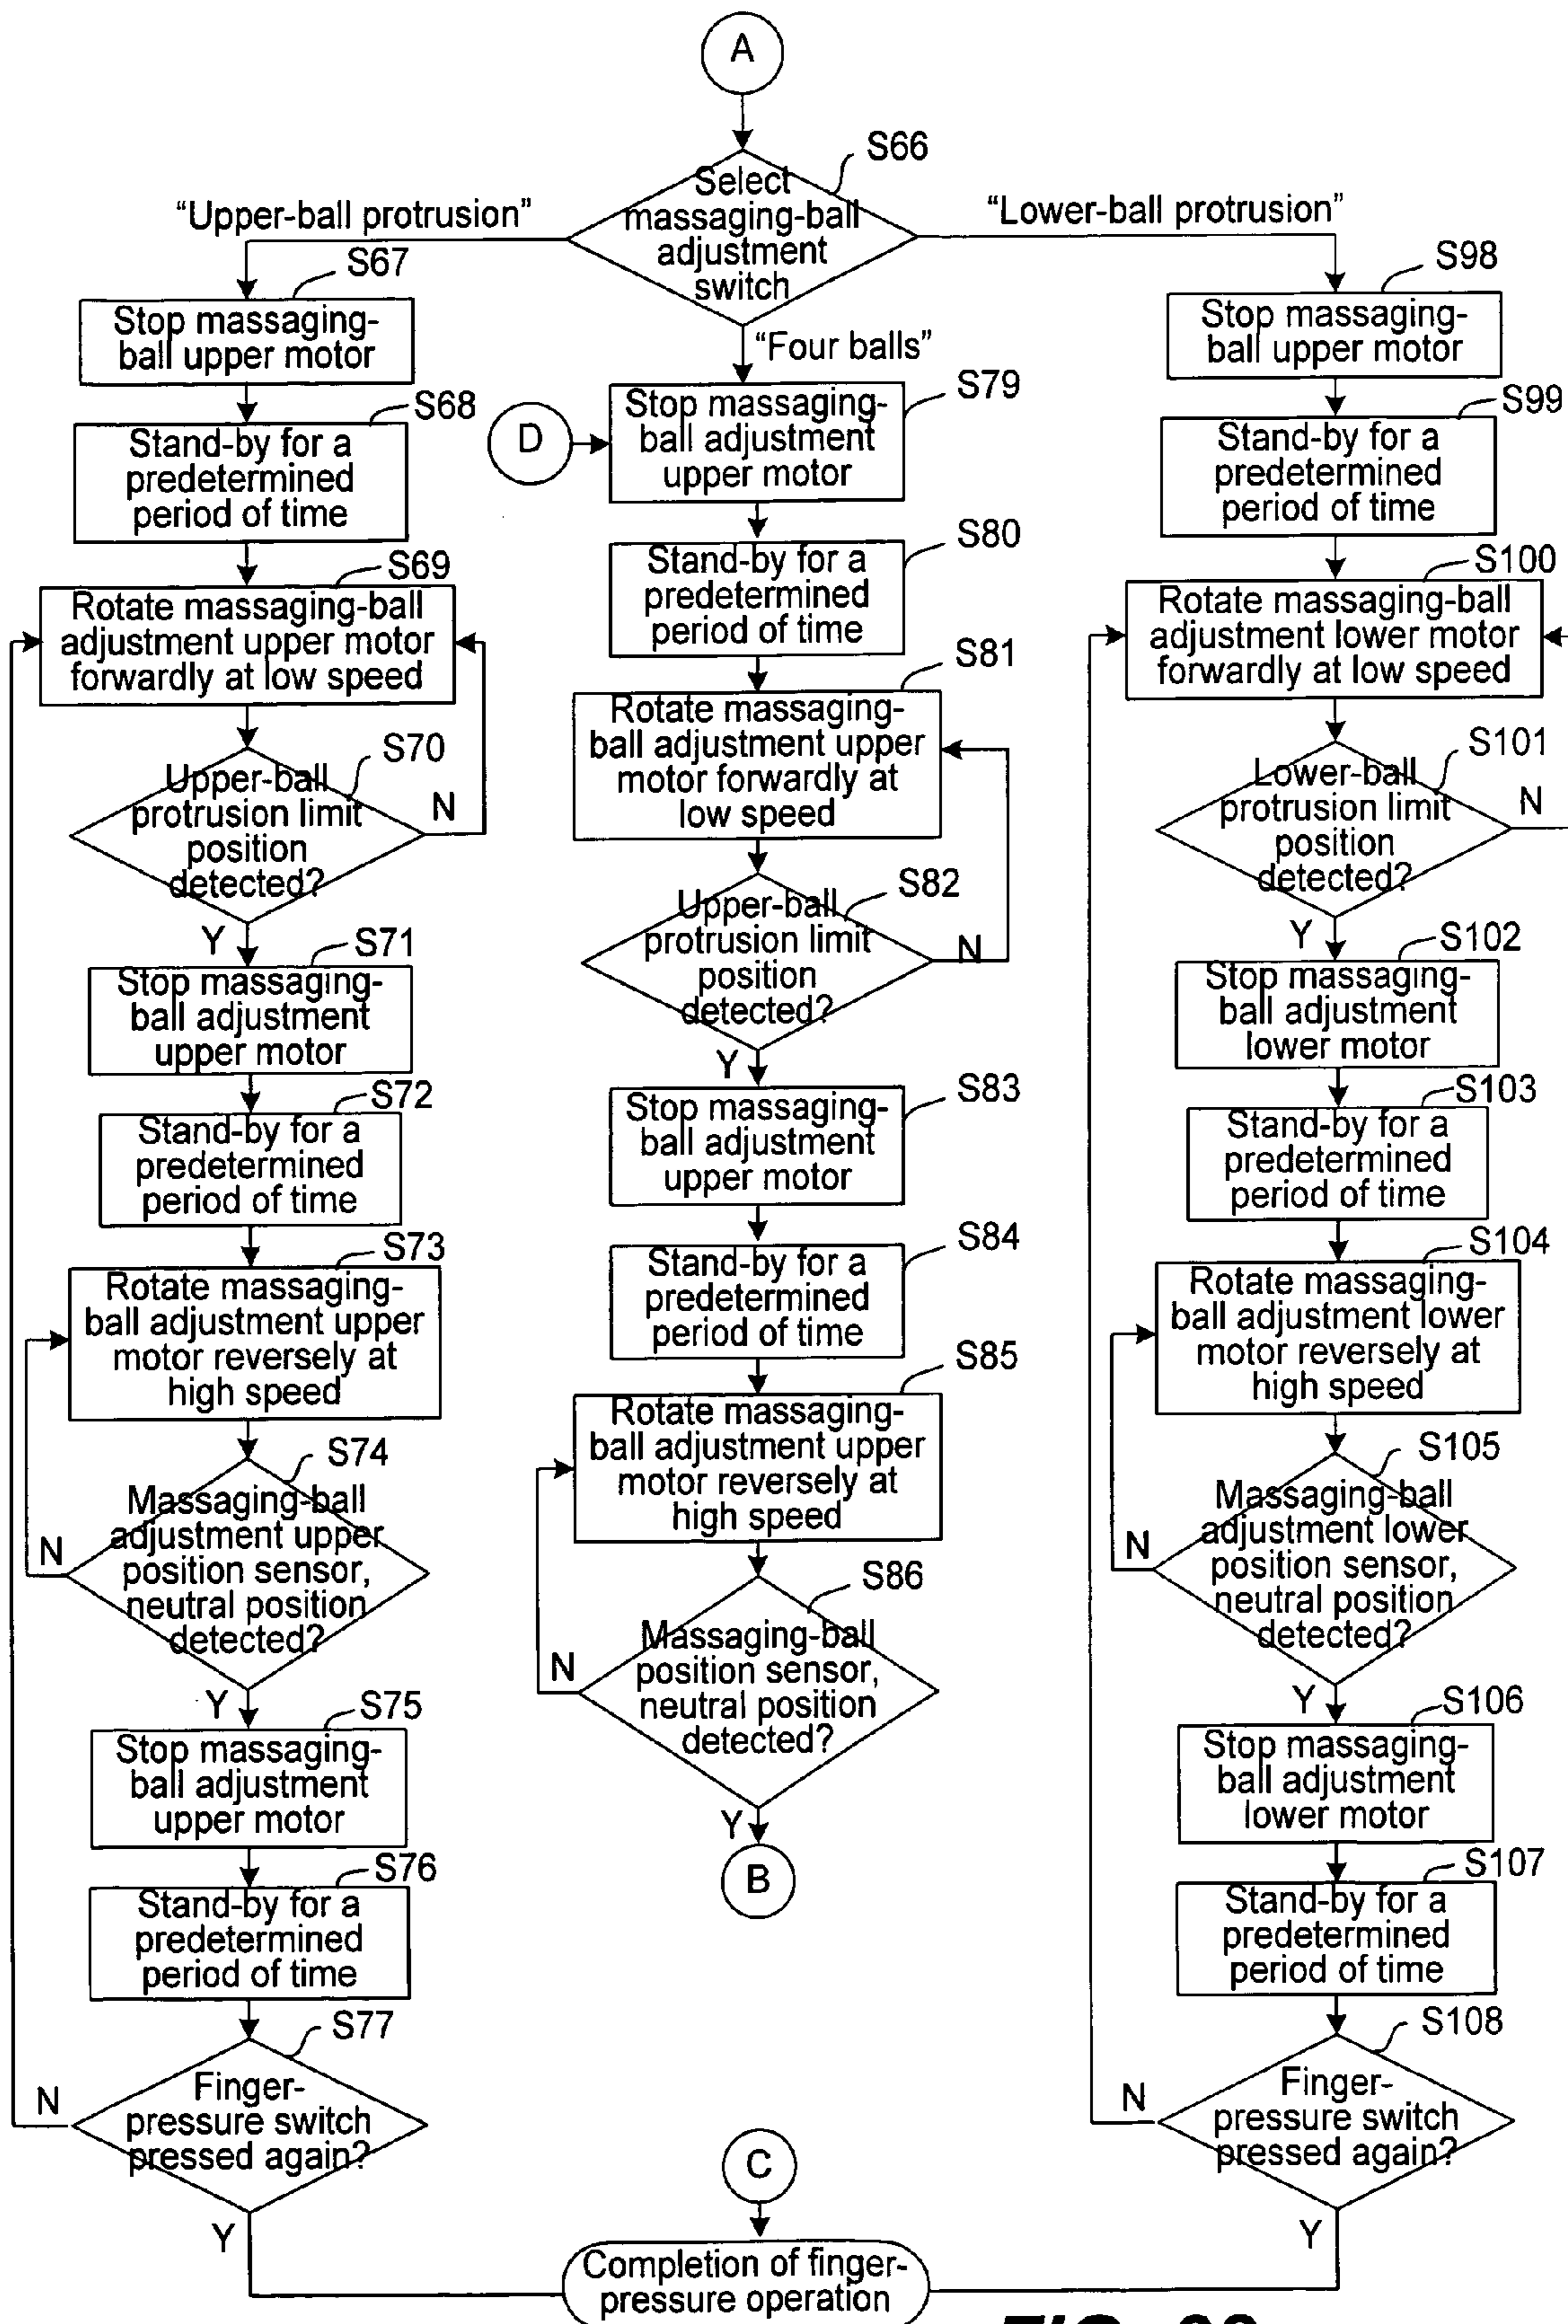 A
S66
Select
massaging-ball
adjustment
switch
"Upper-ball protrusion"
"Lower-ball protrusion"
"Four balls"
S67
Stop massaging-
ball upper motor
S68
Stand-by for a
predetermined
period of time
S69
Rotate massaging-ball
adjustment upper motor
forwardly at low speed
S70
Upper-ball
protrusion limit
position
detected?
N
Y
S71
Stop massaging-
ball adjustment
upper motor
S72
Stand-by for a
predetermined
period of time
S73
Rotate massaging-
ball adjustment upper
motor reversely at
high speed
S74
Massaging-ball
adjustment upper
position sensor,
neutral position
detected?
N
Y
S75
Stop massaging-
ball adjustment
upper motor
S76
Stand-by for a
predetermined
period of time
S77
Finger-
pressure switch
pressed again?
N
Y
D
S79
Stop massaging-
ball adjustment
upper motor
S80
Stand-by for a
predetermined
period of time
S81
Rotate massaging-
ball adjustment upper
motor forwardly at
low speed
S82
Upper-ball
protrusion limit
position
detected?
N
Y
S83
Stop massaging-
ball adjustment
upper motor
S84
Stand-by for a
predetermined
period of time
S85
Rotate massaging-
ball adjustment upper
motor reversely at
high speed
S86
Massaging-ball
position sensor,
neutral position
detected?
N
Y
B
C
Completion of finger-
pressure operation
S98
Stop massaging-
ball upper motor
S99
Stand-by for a
predetermined
period of time
S100
Rotate massaging-ball
adjustment lower motor
forwardly at low speed
S101
Lower-ball
protrusion limit
position
detected?
N
Y
S102
Stop massaging-
ball adjustment
lower motor
S103
Stand-by for a
predetermined
period of time
S104
Rotate massaging-
ball adjustment lower
motor reversely at
high speed
S105
Massaging-ball
adjustment lower
position sensor,
neutral position
detected?
N
Y
S106
Stop massaging-
ball adjustment
lower motor
S107
Stand-by for a
predetermined
period of time
S108
Finger-
pressure switch
pressed again?
N
Y